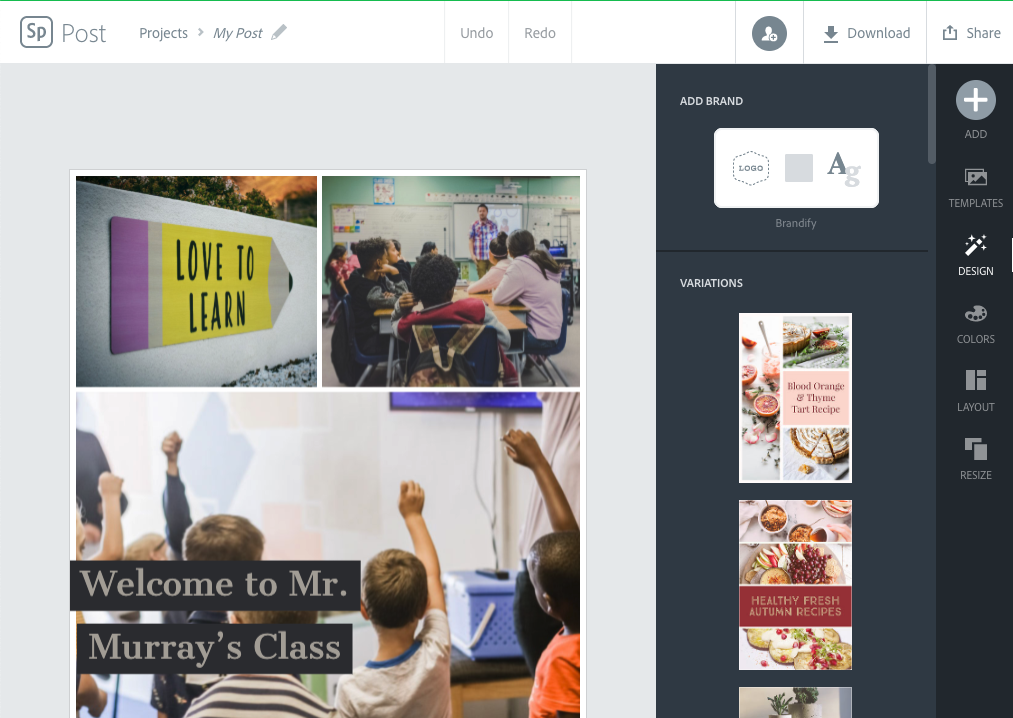 Sp Post
Projects > My Post
Undo
Redo
Download
Share
ADD BRAND
LOGO
Ag
Brandify
VARIATIONS
Blood Orange
& Thyme
Tart Recipe
HEALTHY FRESH
AUTUMN RECIPES
ADD
TEMPLATES
DESIGN
COLORS
LAYOUT
RESIZE
LOVE TO
LEARN
Welcome to Mr.
Murray's Class